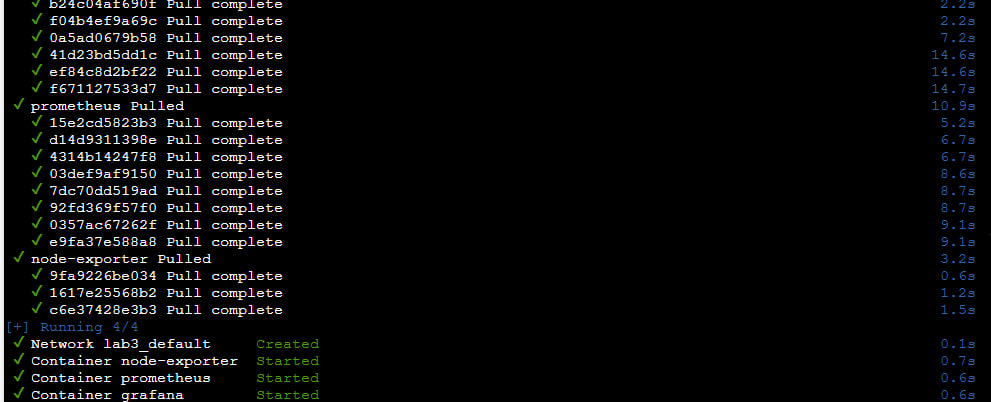 ✓ b24c04af690f Pull complete 2.2s
✓ f04b4ef9a69c Pull complete 2.2s
✓ 0a5ad0679b58 Pull complete 7.2s
✓ 41d23bd5dd1c Pull complete 14.6s
✓ ef84c8d2bf22 Pull complete 14.6s
✓ f671127533d7 Pull complete 14.7s
✓ prometheus Pulled 10.9s
✓ 15e2cd5823b3 Pull complete 5.2s
✓ d14d9311398e Pull complete 6.7s
✓ 4314b14247f8 Pull complete 6.7s
✓ 03def9af9150 Pull complete 8.6s
✓ 7dc70dd519ad Pull complete 8.7s
✓ 92fd369f57f0 Pull complete 8.7s
✓ 0357ac67262f Pull complete 9.1s
✓ e9fa37e588a8 Pull complete 9.1s
✓ node-exporter Pulled 3.2s
✓ 9fa9226be034 Pull complete 0.6s
✓ 1617e25568b2 Pull complete 1.2s
✓ c6e37428e3b3 Pull complete 1.5s
[+] Running 4/4
✓ Network lab3_default Created 0.1s
✓ Container node-exporter Started 0.7s
✓ Container prometheus Started 0.6s
✓ Container grafana Started 0.6s